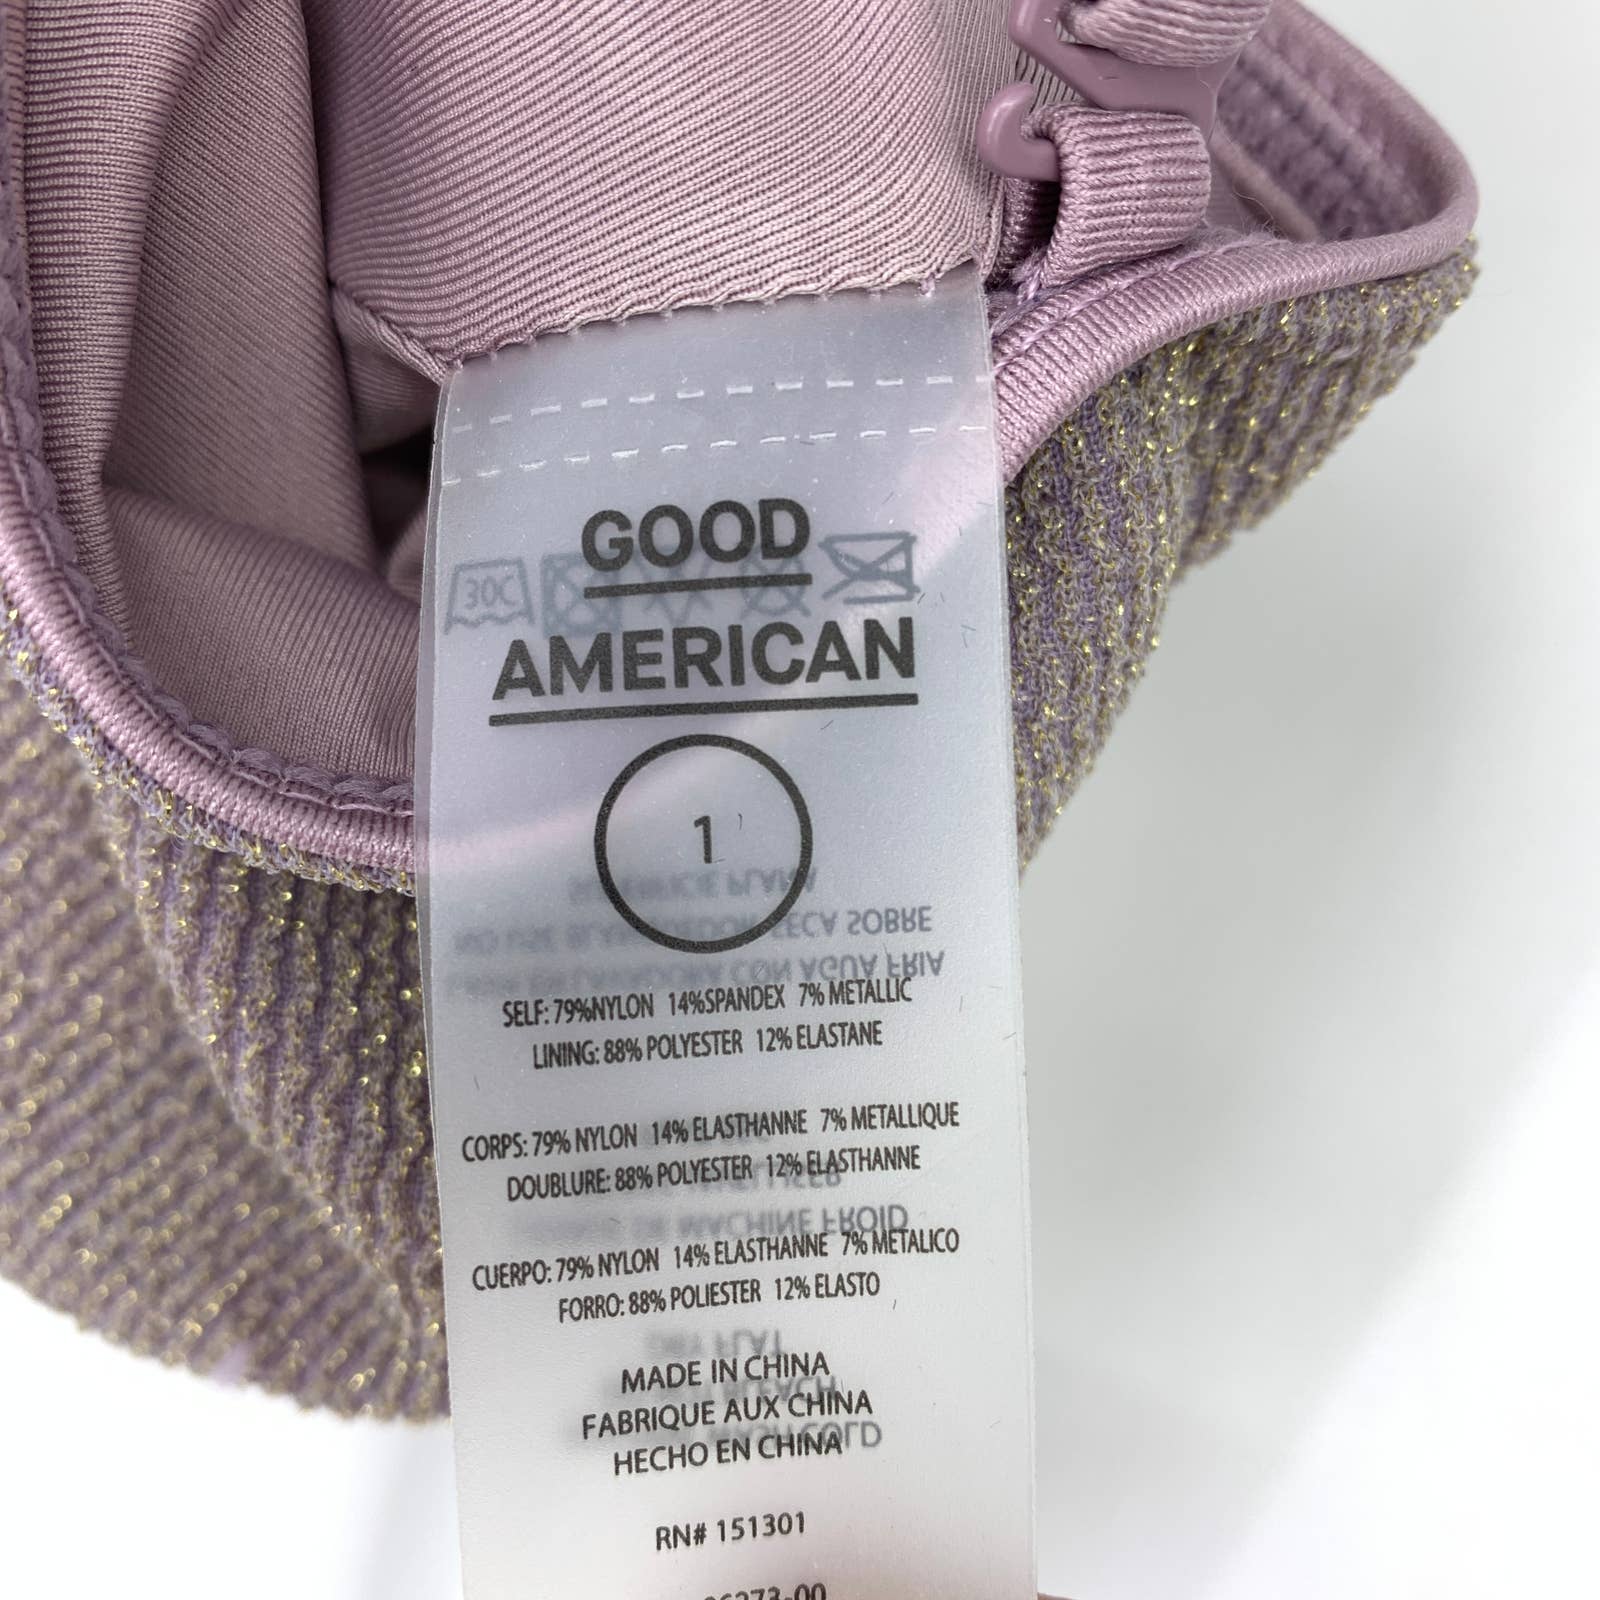 GOOD
AMERICAN
1
SELF: 79%NYLON 14%SPANDEX 7% METALLIC
LINING: 88% POLYESTER 12% ELASTANE
CORPS: 79% NYLON 14% ELASTHANNE 7% METALLIQUE
DOUBLURE: 88% POLYESTER 12% ELASTHANNE
CUERPO: 79% NYLON 14% ELASTHANNE 7% METALICO
FORRO: 88% POLIESTER 12% ELASTO
MADE IN CHINA
FABRIQUE AUX CHINA
HECHO EN CHINA
RN# 151301